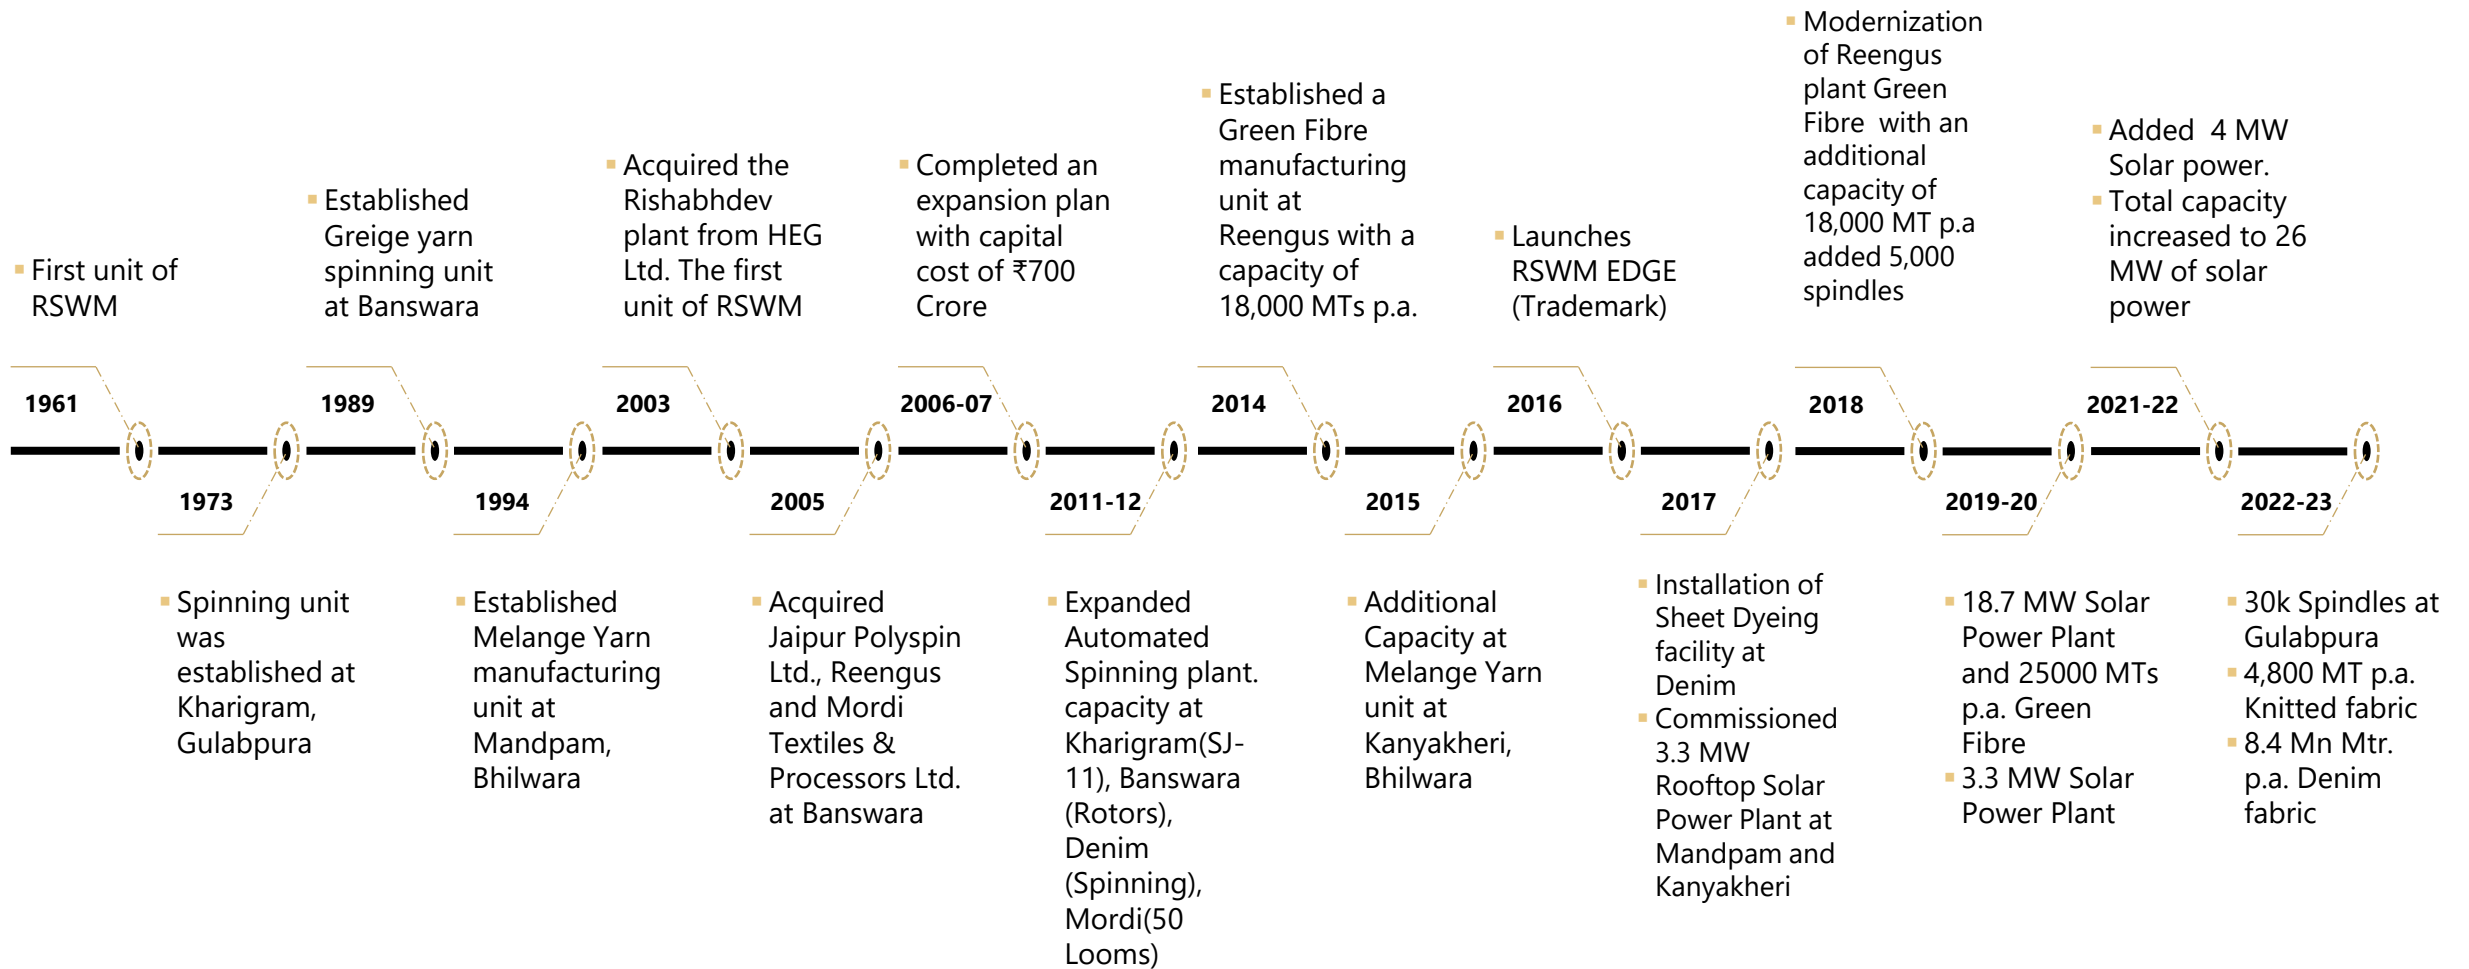 First unit of
RSWM
1961
Spinning unit
was
established at
Kharigram,
Gulabpura
1973
Established
Greige yarn
spinning unit
at Banswara
1989
Established
Melange Yarn
manufacturing
unit at
Mandpam,
Bhilwara
1994
Acquired the
Rishabhdev
plant from HEG
Ltd. The first
unit of RSWM
2003
Acquired
Jaipur Polyspin
Ltd., Reengus
and Mordi
Textiles &
Processors Ltd.
at Banswara
2005
Completed an
expansion plan
with capital
cost of ₹700
Crore
2006-07
Expanded
Automated
Spinning plant.
capacity at
Kharigram(SJ-
11), Banswara
(Rotors),
Denim
(Spinning),
Mordi(50
Looms)
2011-12
Established a
Green Fibre
manufacturing
unit at
Reengus with a
capacity of
18,000 MTs p.a.
2014
Additional
Capacity at
Melange Yarn
unit at
Kanyakheri,
Bhilwara
2015
Launches
RSWM EDGE
(Trademark)
2016
Installation of
Sheet Dyeing
facility at
Denim
Commissioned
3.3 MW
Rooftop Solar
Power Plant at
Mandpam and
Kanyakheri
2017
Modernization
of Reengus
plant Green
Fibre with an
additional
capacity of
18,000 MT p.a
added 5,000
spindles
2018
18.7 MW Solar
Power Plant
and 25000 MTs
p.a. Green
Fibre
3.3 MW Solar
Power Plant
2019-20
Added 4 MW
Solar power.
Total capacity
increased to 26
MW of solar
power
2021-22
30k Spindles at
Gulabpura
4,800 MT p.a.
Knitted fabric
8.4 Mn Mtr.
p.a. Denim
fabric
2022-23